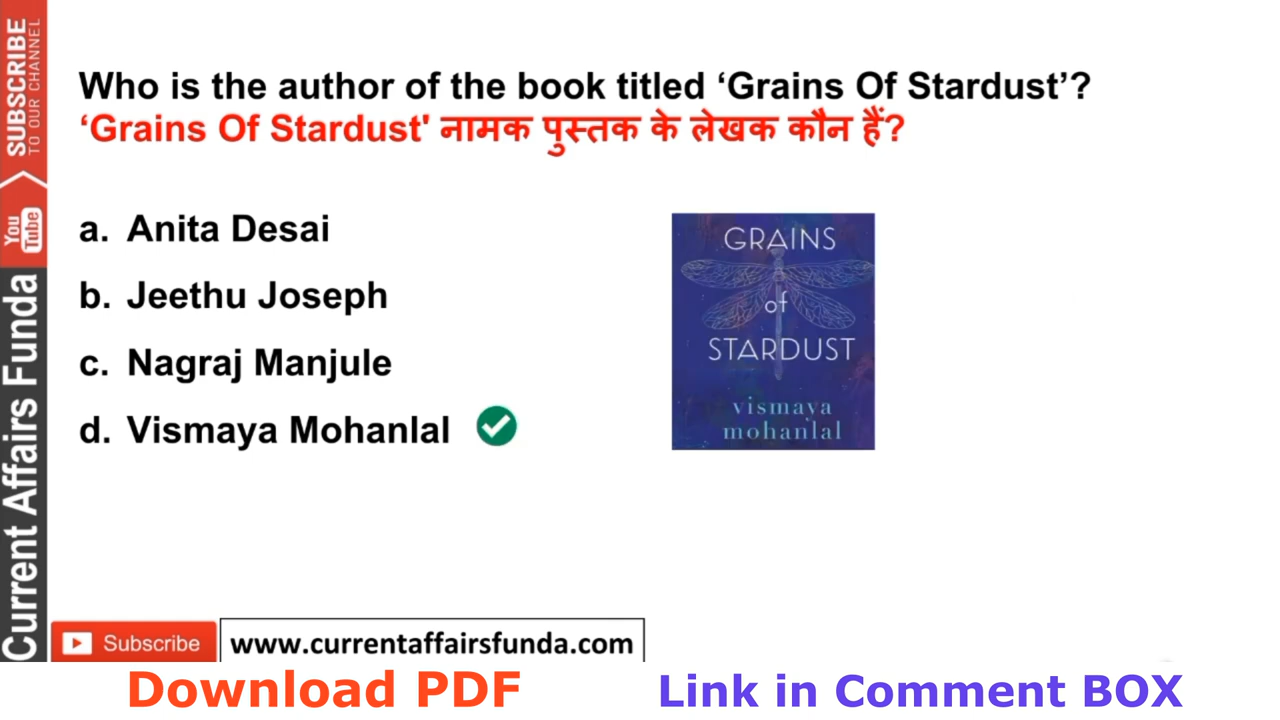 SUBSCRIBE
TO OUR CHANNEL
You
Tube
Current Affairs Funda
Who is the author of the book titled ‘Grains Of Stardust’?
‘Grains Of Stardust' नामक पुस्तक के लेखक कौन हैं?
a. Anita Desai
b. Jeethu Joseph
c. Nagraj Manjule
d. Vismaya Mohanlal
GRAINS
of
STARDUST
vismaya
mohanlal
Subscribe
www.currentaffairsfunda.com
Download PDF
Link in Comment BOX